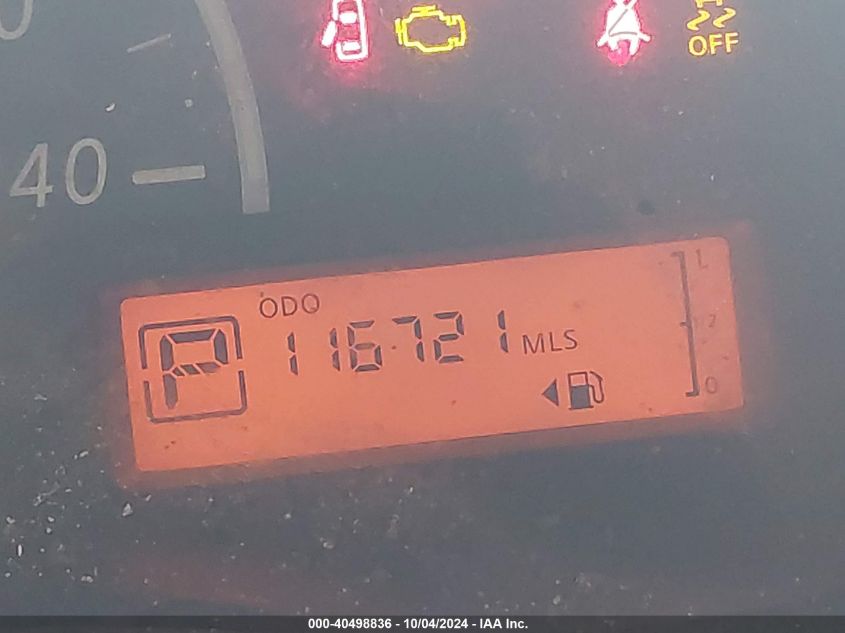 OFF
40
ODO
P 116721 MLS
1/2
0
000-40498836 - 10/04/2024 - IAA Inc.